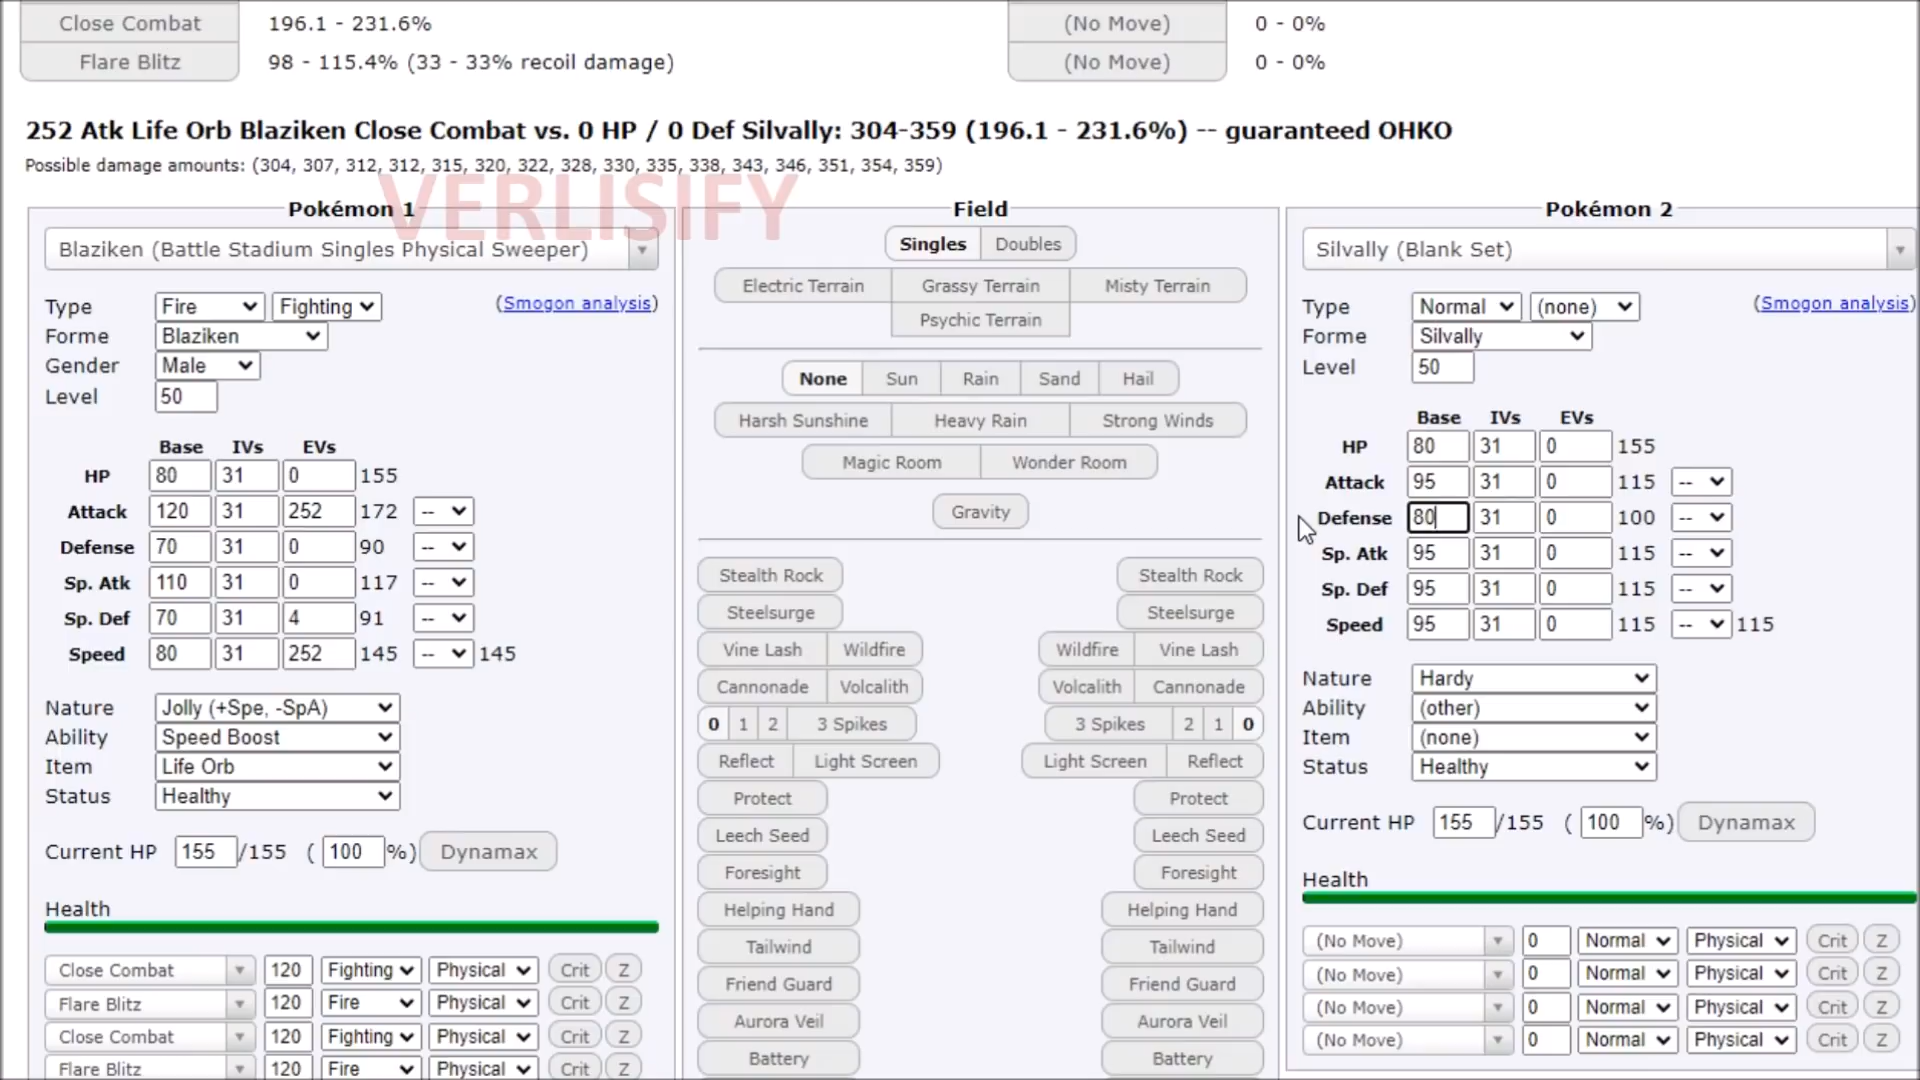 Close Combat 196.1 - 231.6% (No Move) 0 - 0%
Flare Blitz 98 - 115.4% (33 - 33% recoil damage) (No Move) 0 - 0%
252 Atk Life Orb Blaziken Close Combat vs. 0 HP / 0 Def Silvally: 304-359 (196.1 - 231.6%) -- guaranteed OHKO
Possible damage amounts: (304, 307, 312, 312, 315, 320, 322, 328, 330, 335, 338, 343, 346, 351, 354, 359)
VERLISIFY
Pokémon 1
Blaziken (Battle Stadium Singles Physical Sweeper)
Type Fire Fighting (Smogon analysis)
Forme Blaziken
Gender Male
Level 50
Base IVs EVs
HP 80 31 0 155
Attack 120 31 252 172 --
Defense 70 31 0 90 --
Sp. Atk 110 31 0 117 --
Sp. Def 70 31 4 91 --
Speed 80 31 252 145 -- 145
Nature Jolly (+Spe, -SpA)
Ability Speed Boost
Item Life Orb
Status Healthy
Current HP 155 /155 ( 100 %) Dynamax
Health
Close Combat 120 Fighting Physical Crit Z
Flare Blitz 120 Fire Physical Crit Z
Close Combat 120 Fighting Physical Crit Z
Flare Blitz 120 Fire Physical Crit Z
Field
Singles Doubles
Electric Terrain Grassy Terrain Misty Terrain
Psychic Terrain
None Sun Rain Sand Hail
Harsh Sunshine Heavy Rain Strong Winds
Magic Room Wonder Room
Gravity
Stealth Rock Stealth Rock
Steelsurge Steelsurge
Vine Lash Wildfire Wildfire Vine Lash
Cannonade Volcalith Volcalith Cannonade
0 1 2 3 Spikes 3 Spikes 2 1 0
Reflect Light Screen Light Screen Reflect
Protect Protect
Leech Seed Leech Seed
Foresight Foresight
Helping Hand Helping Hand
Tailwind Tailwind
Friend Guard Friend Guard
Aurora Veil Aurora Veil
Battery Battery
Pokémon 2
Silvally (Blank Set)
Type Normal (none) (Smogon analysis)
Forme Silvally
Level 50
Base IVs EVs
HP 80 31 0 155
Attack 95 31 0 115 --
Defense 80 31 0 100 --
Sp. Atk 95 31 0 115 --
Sp. Def 95 31 0 115 --
Speed 95 31 0 115 -- 115
Nature Hardy
Ability (other)
Item (none)
Status Healthy
Current HP 155 /155 ( 100 %) Dynamax
Health
(No Move) 0 Normal Physical Crit Z
(No Move) 0 Normal Physical Crit Z
(No Move) 0 Normal Physical Crit Z
(No Move) 0 Normal Physical Crit Z